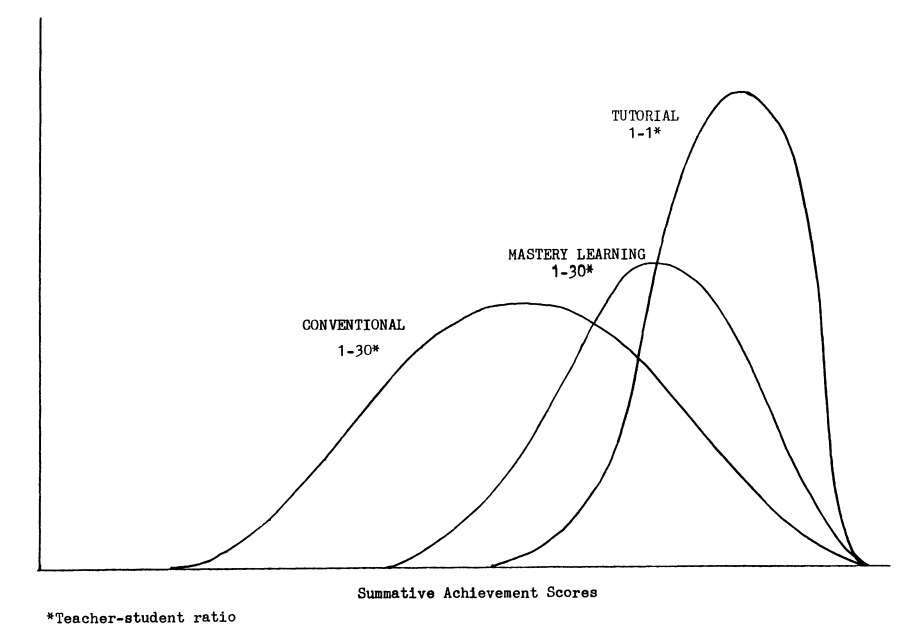 TUTORIAL
1-1*
MASTERY LEARNING
1-30*
CONVENTIONAL
1-30*
Summative Achievement Scores
*Teacher-student ratio